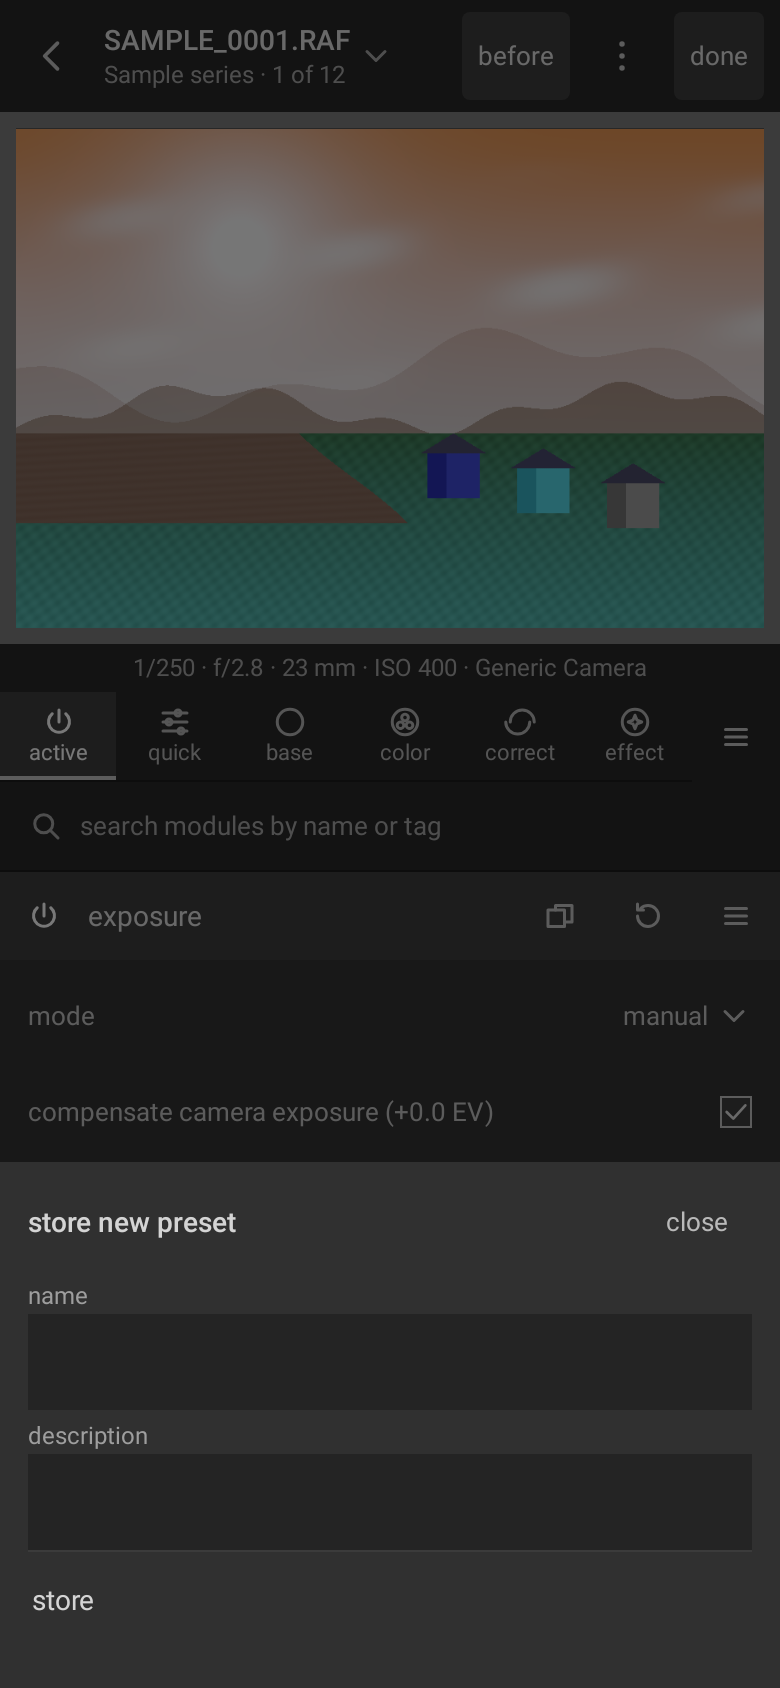 SAMPLE_0001.RAF
Sample series · 1 of 12
before
done
1/250 · f/2.8 · 23 mm · ISO 400 · Generic Camera
active
quick
base
color
correct
effect
search modules by name or tag
exposure
mode
manual
compensate camera exposure (+0.0 EV)
store new preset
close
name
description
store